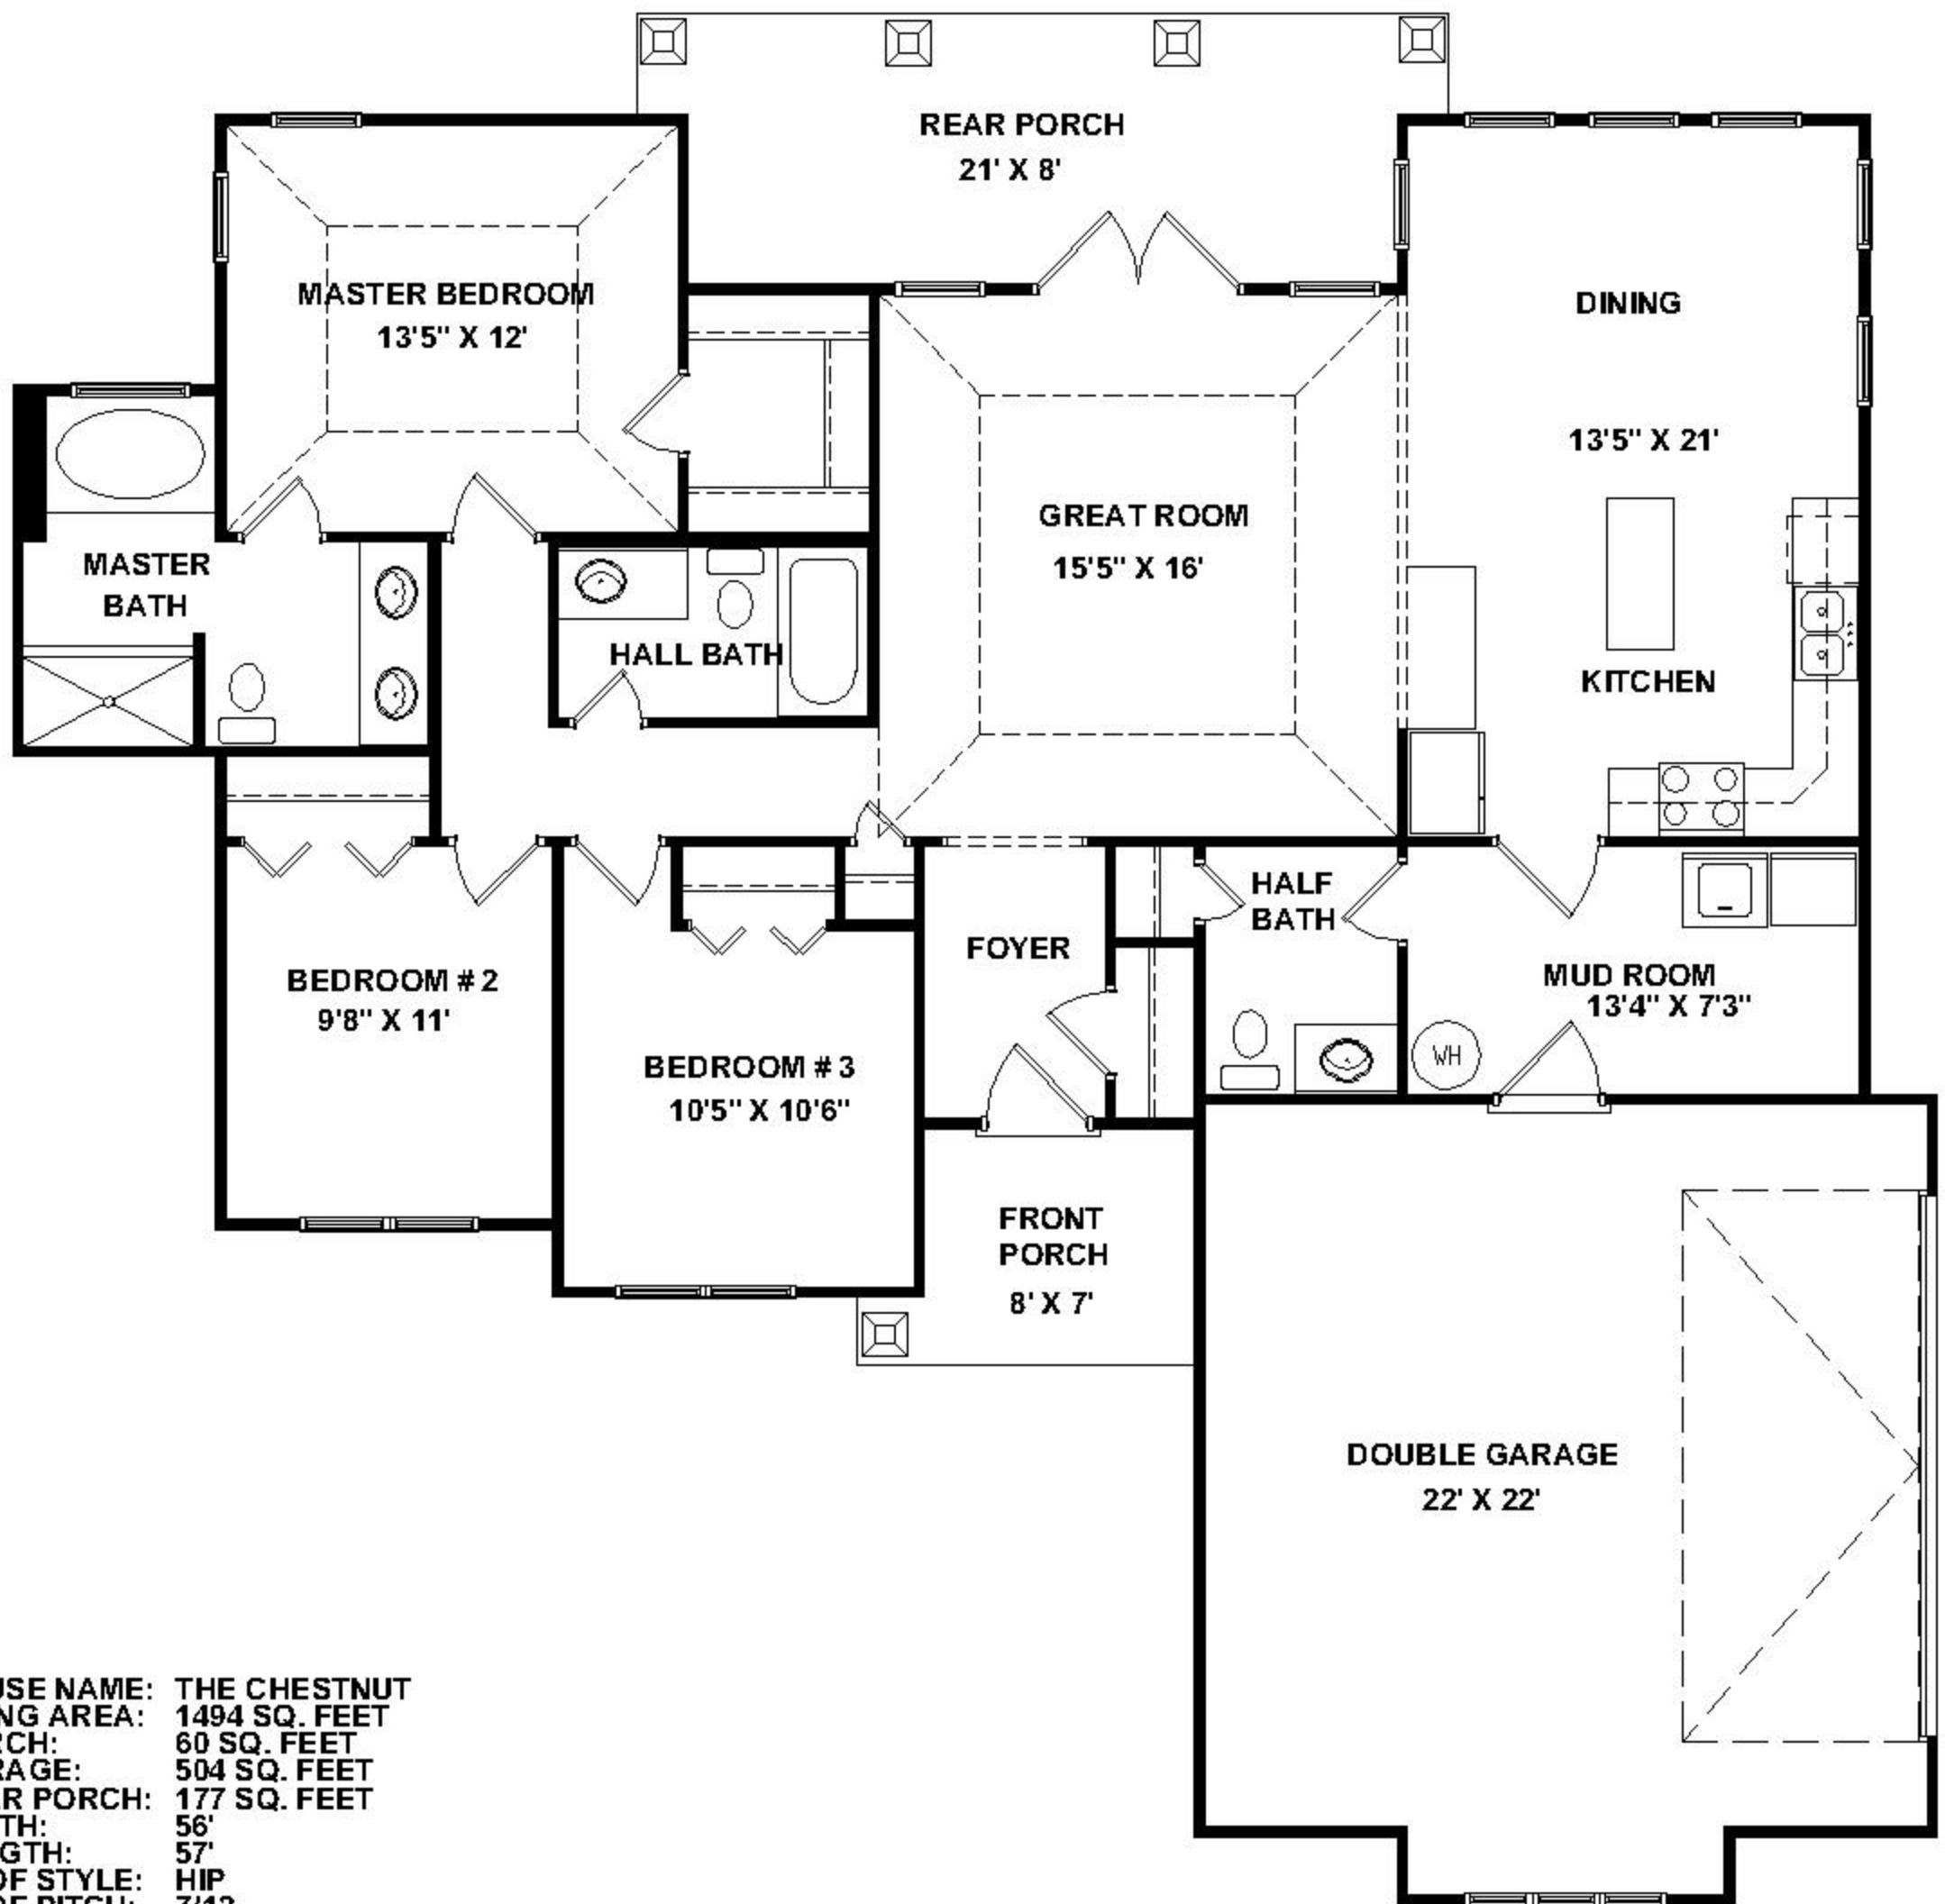 REAR PORCH
21' X 8'
MASTER BEDROOM
13'5" X 12'
DINING
13'5" X 21'
GREAT ROOM
15'5" X 16'
MASTER
BATH
HALL BATH
KITCHEN
HALF
BATH
FOYER
MUD ROOM
13'4" X 7'3"
BEDROOM # 2
9'8" X 11'
WH
BEDROOM # 3
10'5" X 10'6"
FRONT
PORCH
8' X 7'
DOUBLE GARAGE
22' X 22'
NAME: THE CHESTNUT
AREA: 1494 SQ. FEET
60 SQ. FEET
504 SQ. FEET
PORCH: 177 SQ. FEET
56'
57'
STYLE: HIP